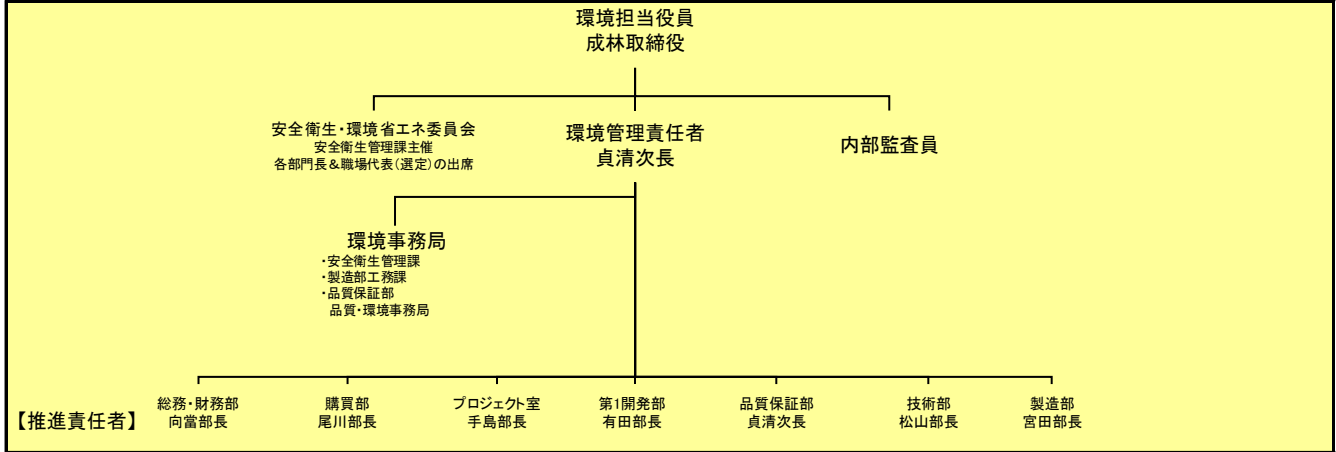 環境担当役員
成林取締役
安全衛生・環境省エネ委員会
安全衛生管理課主催
各部門長&職場代表(選定)の出席
環境管理責任者
貞清次長
内部監査員
環境事務局
・安全衛生管理課
・製造部工務課
・品質保証部
品質・環境事務局
【推進責任者】
総務・財務部
向當部長
購買部
尾川部長
プロジェクト室
手島部長
第1開発部
有田部長
品質保証部
貞清次長
技術部
松山部長
製造部
宮田部長